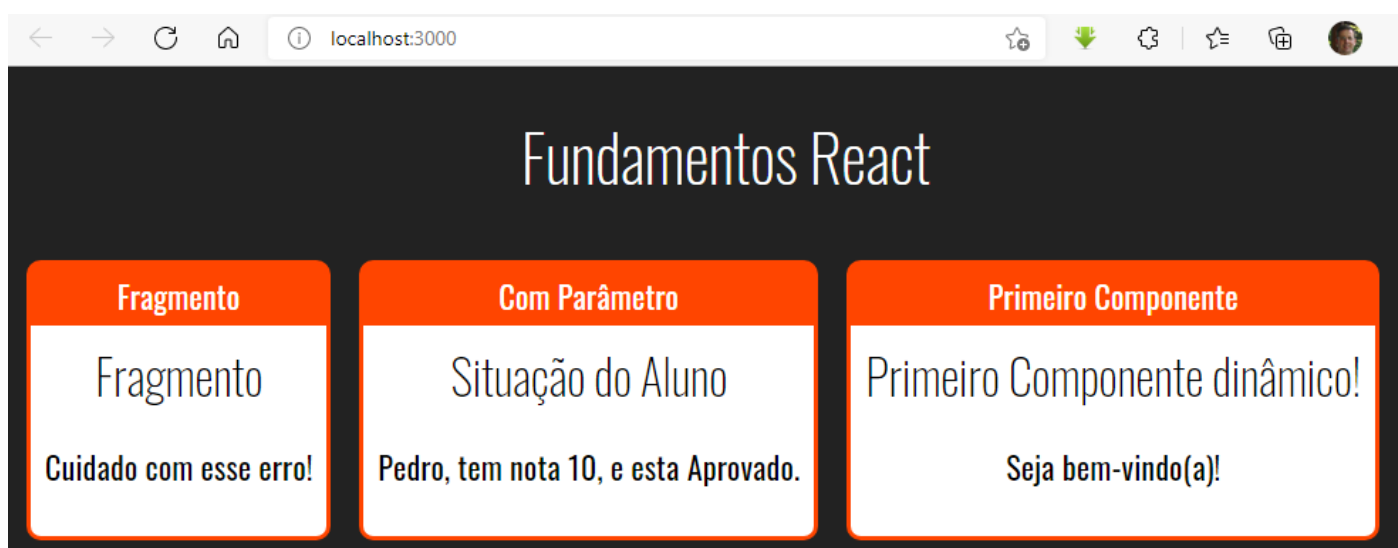 localhost:3000
Fundamentos React
Fragmento
Fragmento
Cuidado com esse erro!
Com Parâmetro
Situação do Aluno
Pedro, tem nota 10, e esta Aprovado.
Primeiro Componente
Primeiro Componente dinâmico!
Seja bem-vindo(a)!